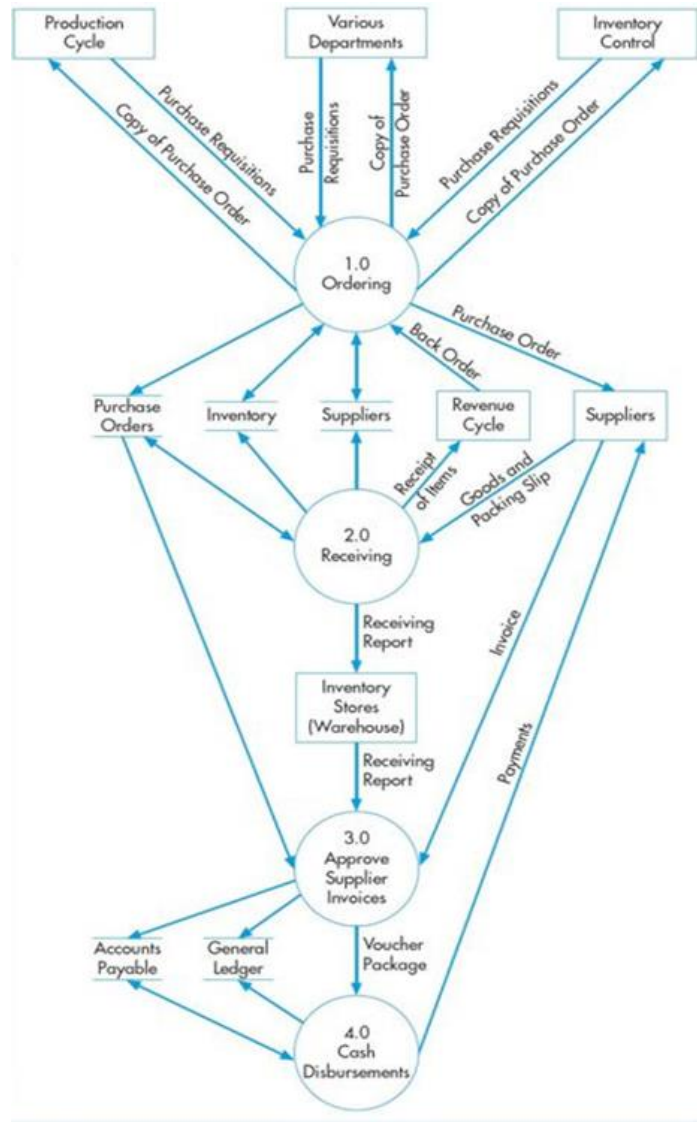 Production
Cycle
Various
Departments
Inventory
Control
Copy of Purchase Order
Purchase Requisitions
Purchase
Requisitions
Copy of
Purchase Order
Purchase Requisitions
Copy of Purchase Order
1.0
Ordering
Purchase Order
Back Order
Purchase
Orders
Inventory
Suppliers
Revenue
Cycle
Suppliers
Receipt
of Items
Goods and
Packing Slip
2.0
Receiving
Receiving
Report
Invoice
Inventory
Stores
(Warehouse)
Payments
Receiving
Report
3.0
Approve
Supplier
Invoices
Accounts
Payable
General
Ledger
Voucher
Package
4.0
Cash
Disbursements